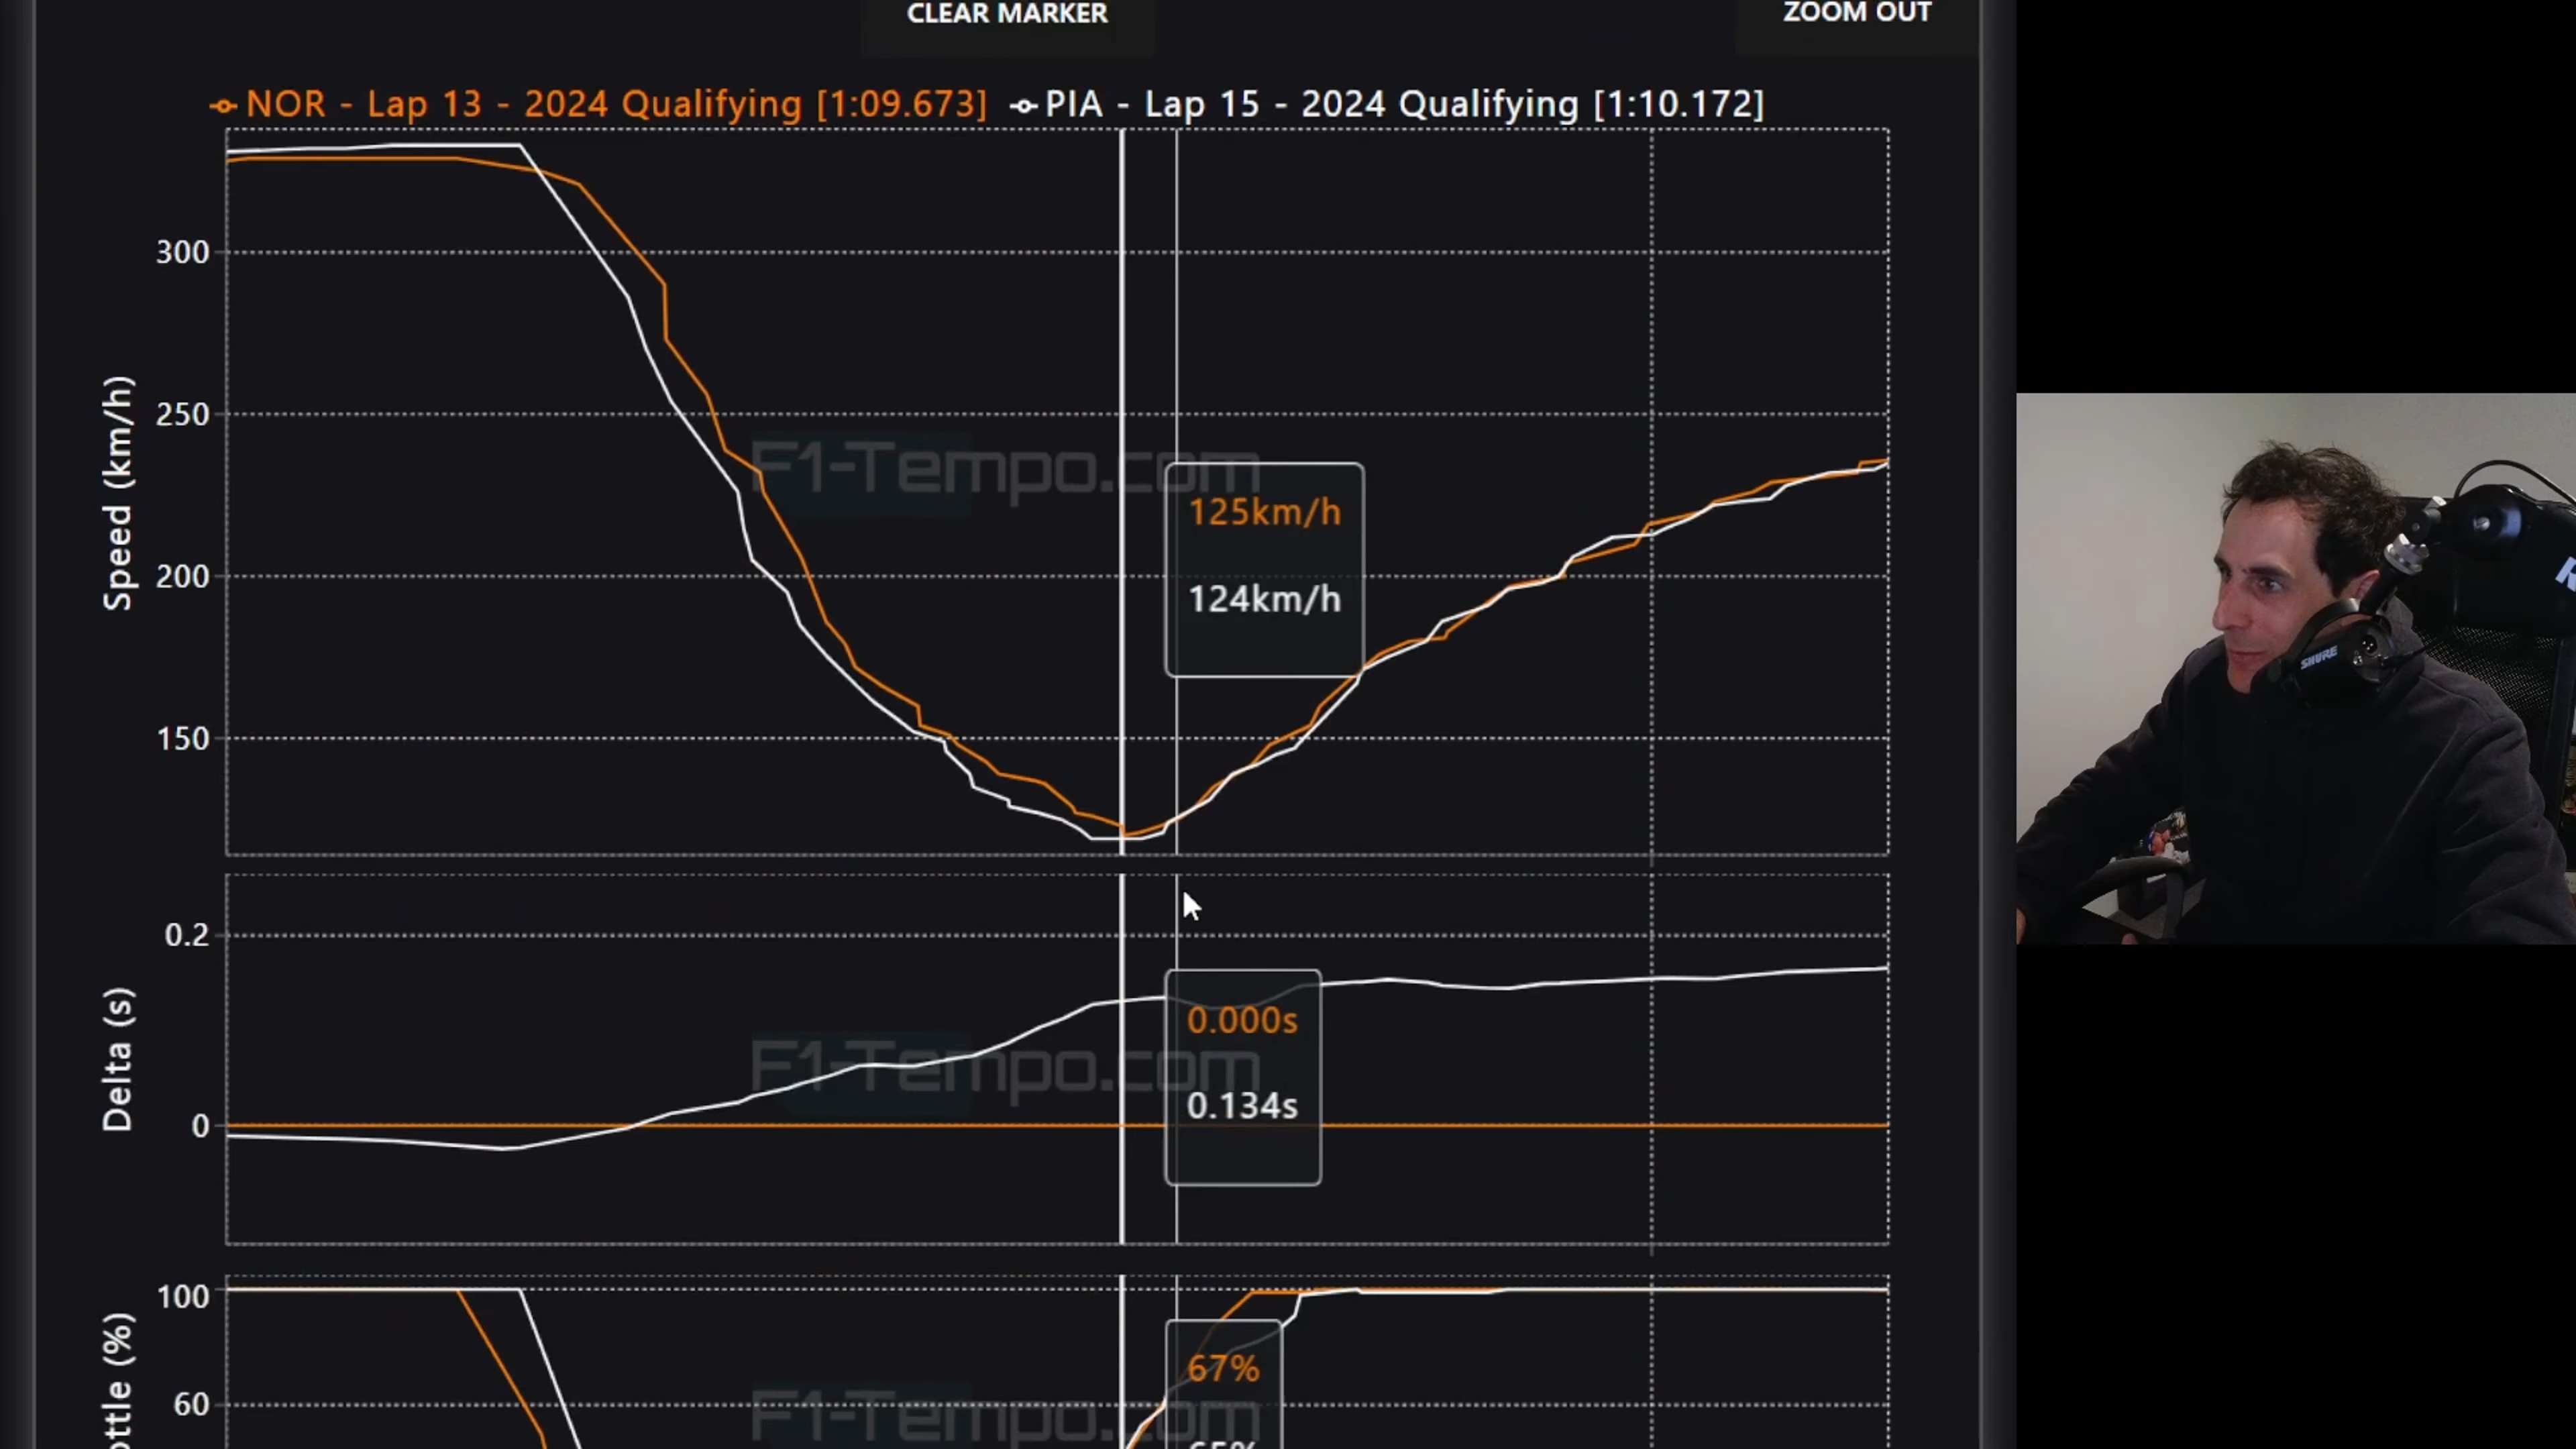 CLEAR MARKER
ZOOM OUT
NOR - Lap 13 - 2024 Qualifying [1:09.673] PIA - Lap 15 - 2024 Qualifying [1:10.172]
Speed (km/h)
300
250
200
150
F1-Tempo.com
125km/h
124km/h
Delta (s)
0.2
0
F1-Tempo.com
0.000s
0.134s
ottle (%)
100
60
F1-Tempo.com
67%
65%
SHURE
R